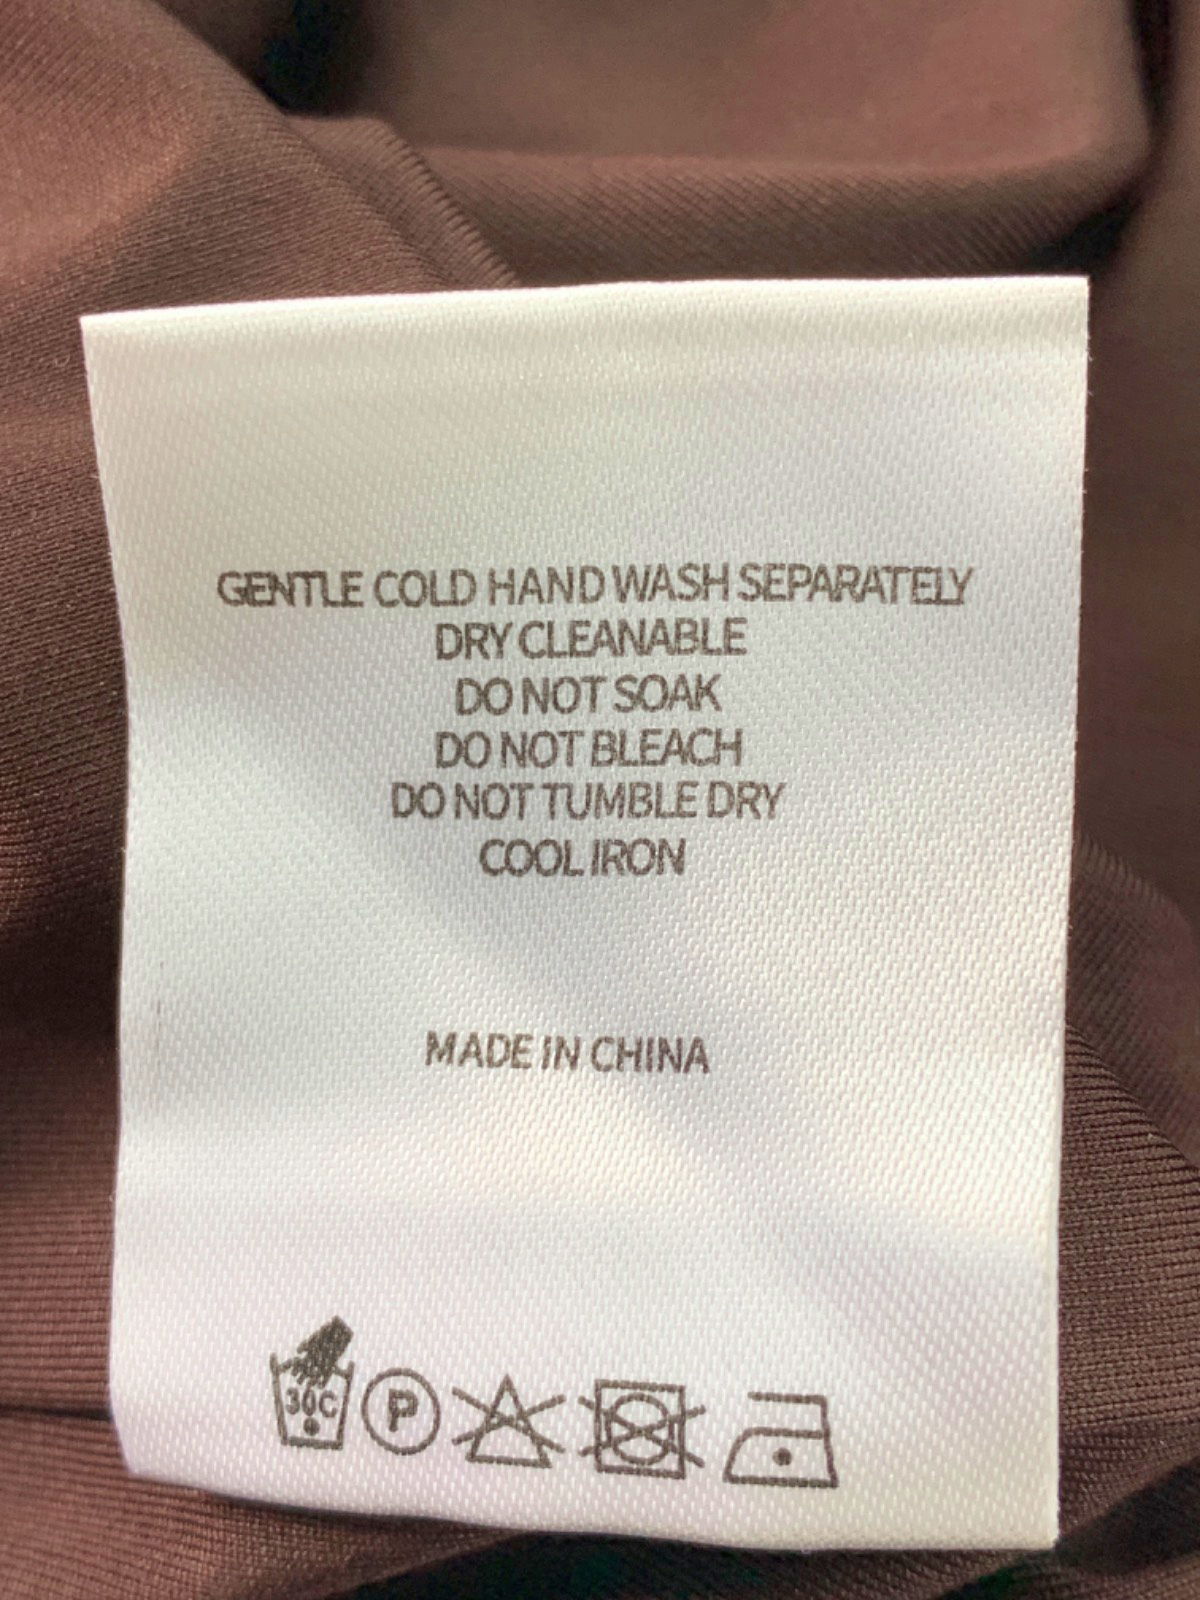 GENTLE COLD HAND WASH SEPARATELY
DRY CLEANABLE
DO NOT SOAK
DO NOT BLEACH
DO NOT TUMBLE DRY
COOL IRON
MADE IN CHINA
30C P